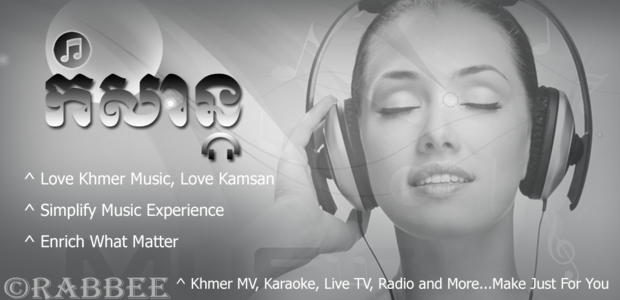 កំសាន្ដ
^ Love Khmer Music, Love Kamsan
^ Simplify Music Experience
^ Enrich What Matter
^ Khmer MV, Karaoke, Live TV, Radio and More...Make Just For You
©RABBEE